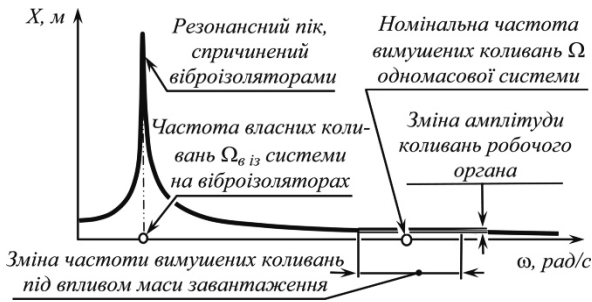 X, м
Резонансний пік,
спричинений
віброізоляторами
Номінальна частота
вимушених коливань Ω
одномасової системи
Частота власних коли-
вань Ωв із системи
на віброізоляторах
Зміна амплітуди
коливань робочого
органа
Зміна частоти вимушених коливань
під впливом маси завантаження
ω, рад/с